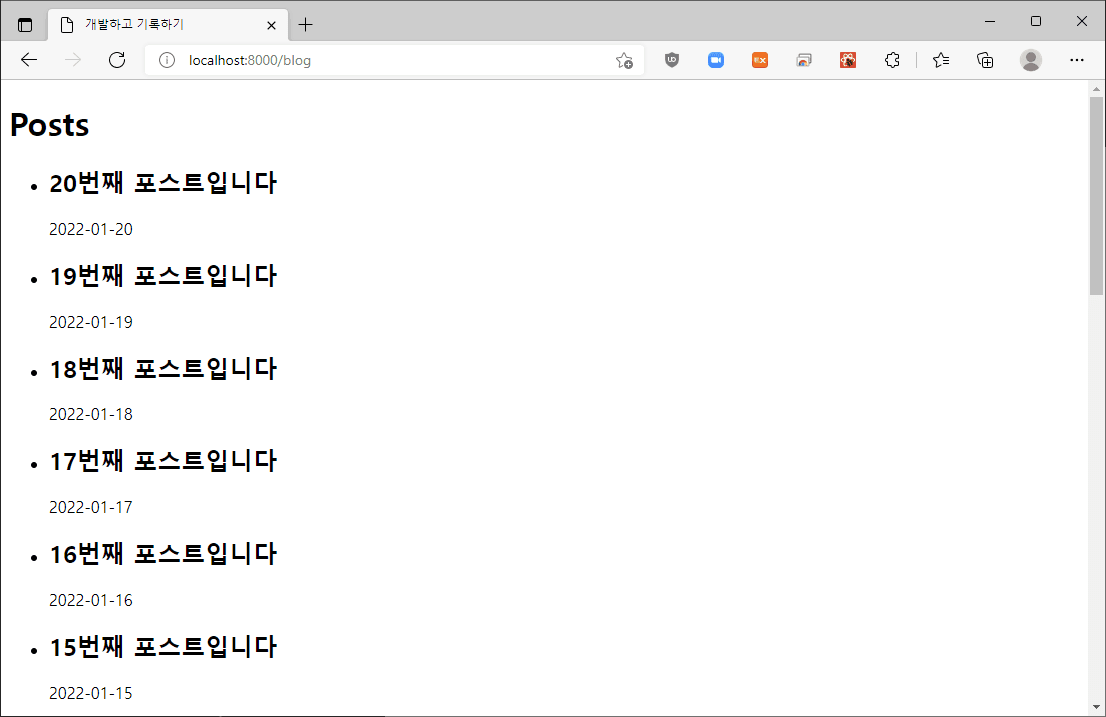 개발하고 기록하기
localhost:8000/blog
Posts
20번째 포스트입니다
2022-01-20
19번째 포스트입니다
2022-01-19
18번째 포스트입니다
2022-01-18
17번째 포스트입니다
2022-01-17
16번째 포스트입니다
2022-01-16
15번째 포스트입니다
2022-01-15